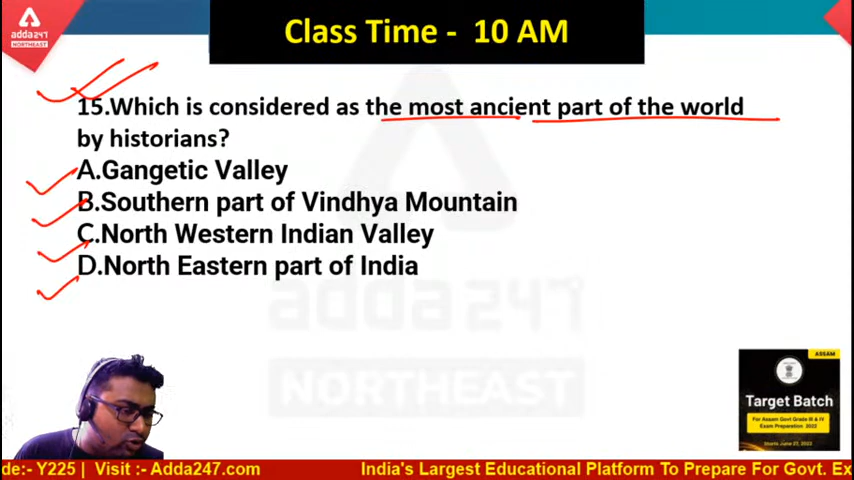 adda247
NORTHEAST
Class Time - 10 AM
15.Which is considered as the most ancient part of the world
by historians?
A.Gangetic Valley
B.Southern part of Vindhya Mountain
C.North Western Indian Valley
D.North Eastern part of India
adda247
NORTHEAST
ASSAM
Target Batch
For Assam Govt Grade III & IV
Exam Preparation 2022
Starts June 27, 2022
de:- Y225 | Visit :- Adda247.com
India's Largest Educational Platform To Prepare For Govt. Ex